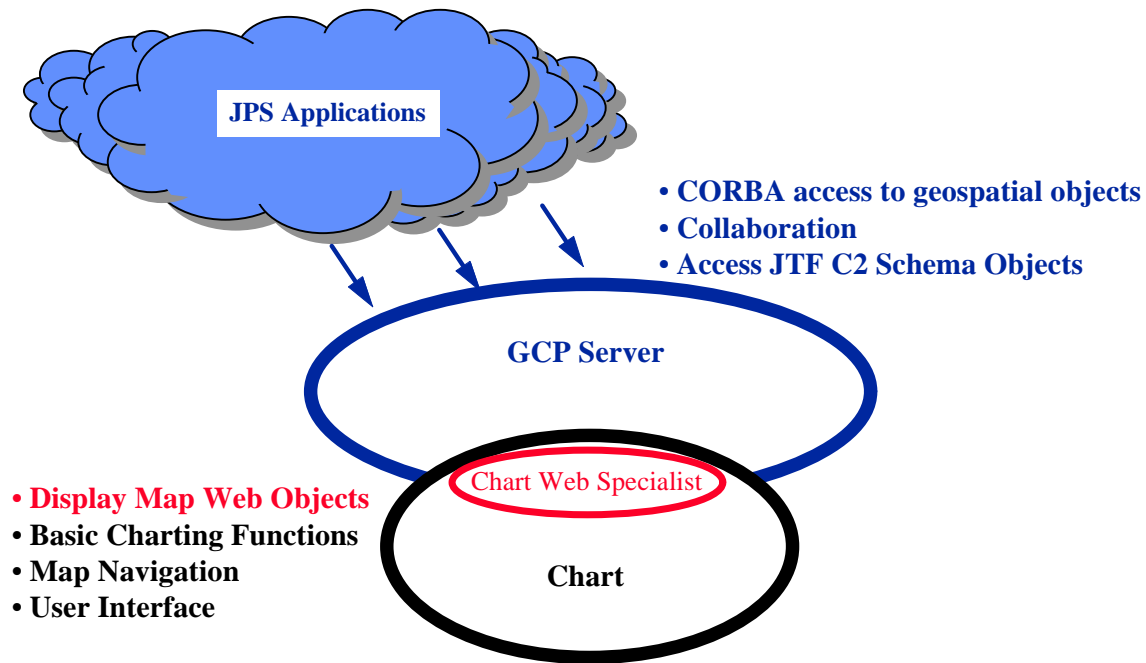 JPS Applications
• CORBA access to geospatial objects
• Collaboration
• Access JTF C2 Schema Objects
GCP Server
Chart Web Specialist
• Display Map Web Objects
• Basic Charting Functions
• Map Navigation
• User Interface
Chart